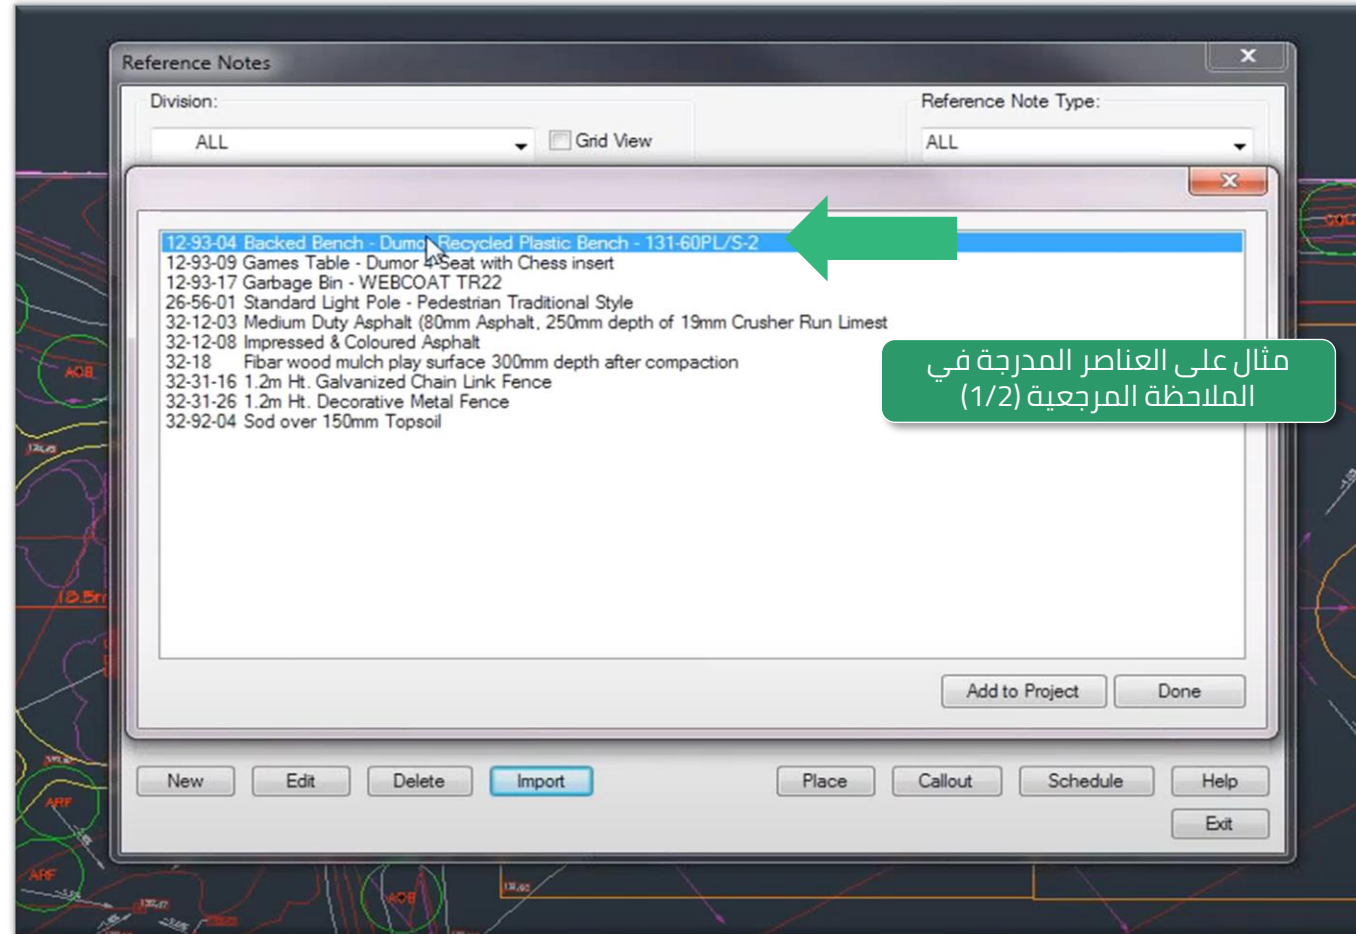 Reference Notes
Division:
Reference Note Type:
ALL
Grid View
ALL
12-93-04 Backed Bench - Dumor Recycled Plastic Bench - 131-60PL/S-2
12-93-09 Games Table - Dumor 4-Seat with Chess insert
12-93-17 Garbage Bin - WEBCOAT TR22
26-56-01 Standard Light Pole - Pedestrian Traditional Style
32-12-03 Medium Duty Asphalt (80mm Asphalt, 250mm depth of 19mm Crusher Run Limest
32-12-08 Impressed & Coloured Asphalt
32-18 Fibar wood mulch play surface 300mm depth after compaction
32-31-16 1.2m Ht. Galvanized Chain Link Fence
32-31-26 1.2m Ht. Decorative Metal Fence
32-92-04 Sod over 150mm Topsoil
مثال على العناصر المدرجة في
الملاحظة المرجعية (1/2)
Add to Project
Done
New
Edit
Delete
Import
Place
Callout
Schedule
Help
Exit
AOB
ARF
ARF
AOB